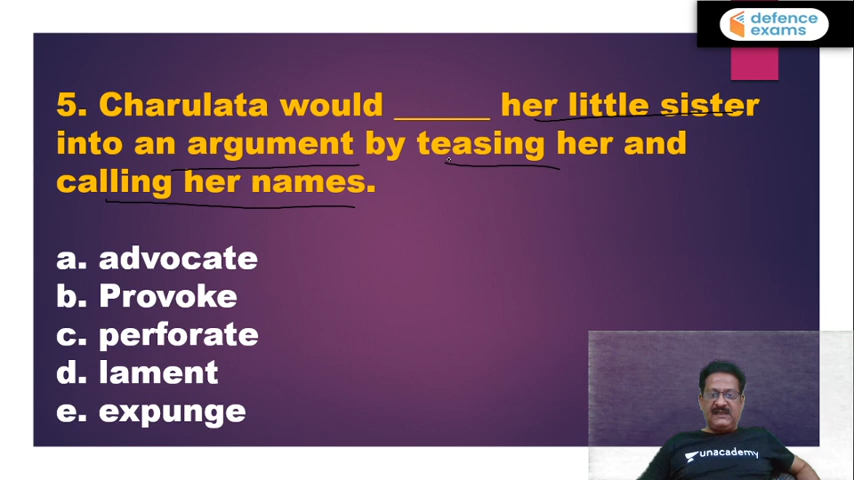 defence
exams
5. Charulata would ______ her little sister
into an argument by teasing her and
calling her names.
a. advocate
b. Provoke
c. perforate
d. lament
e. expunge
unacademy